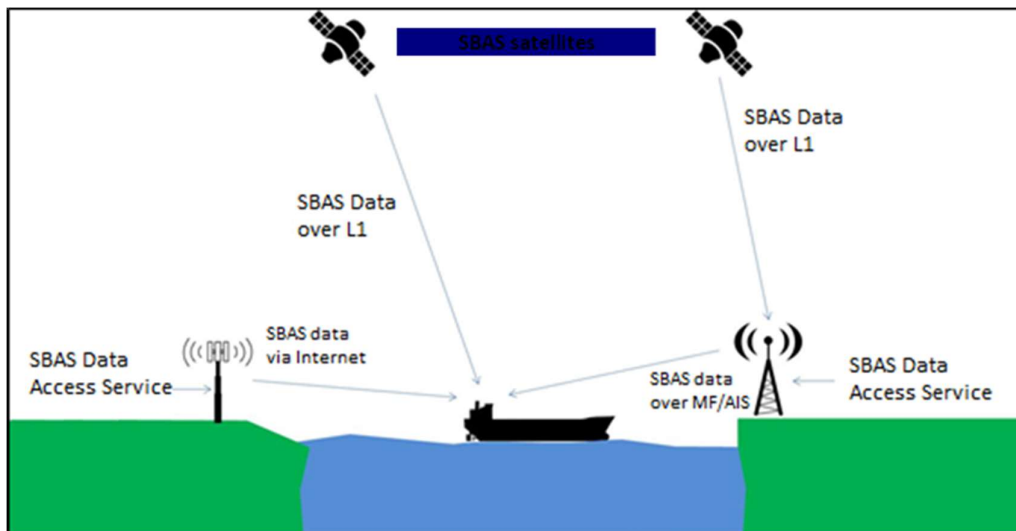 SBAS satellites
SBAS Data
over L1
SBAS Data
over L1
SBAS Data
Access Service
SBAS data
via Internet
SBAS data
over MF/AIS
SBAS Data
Access Service